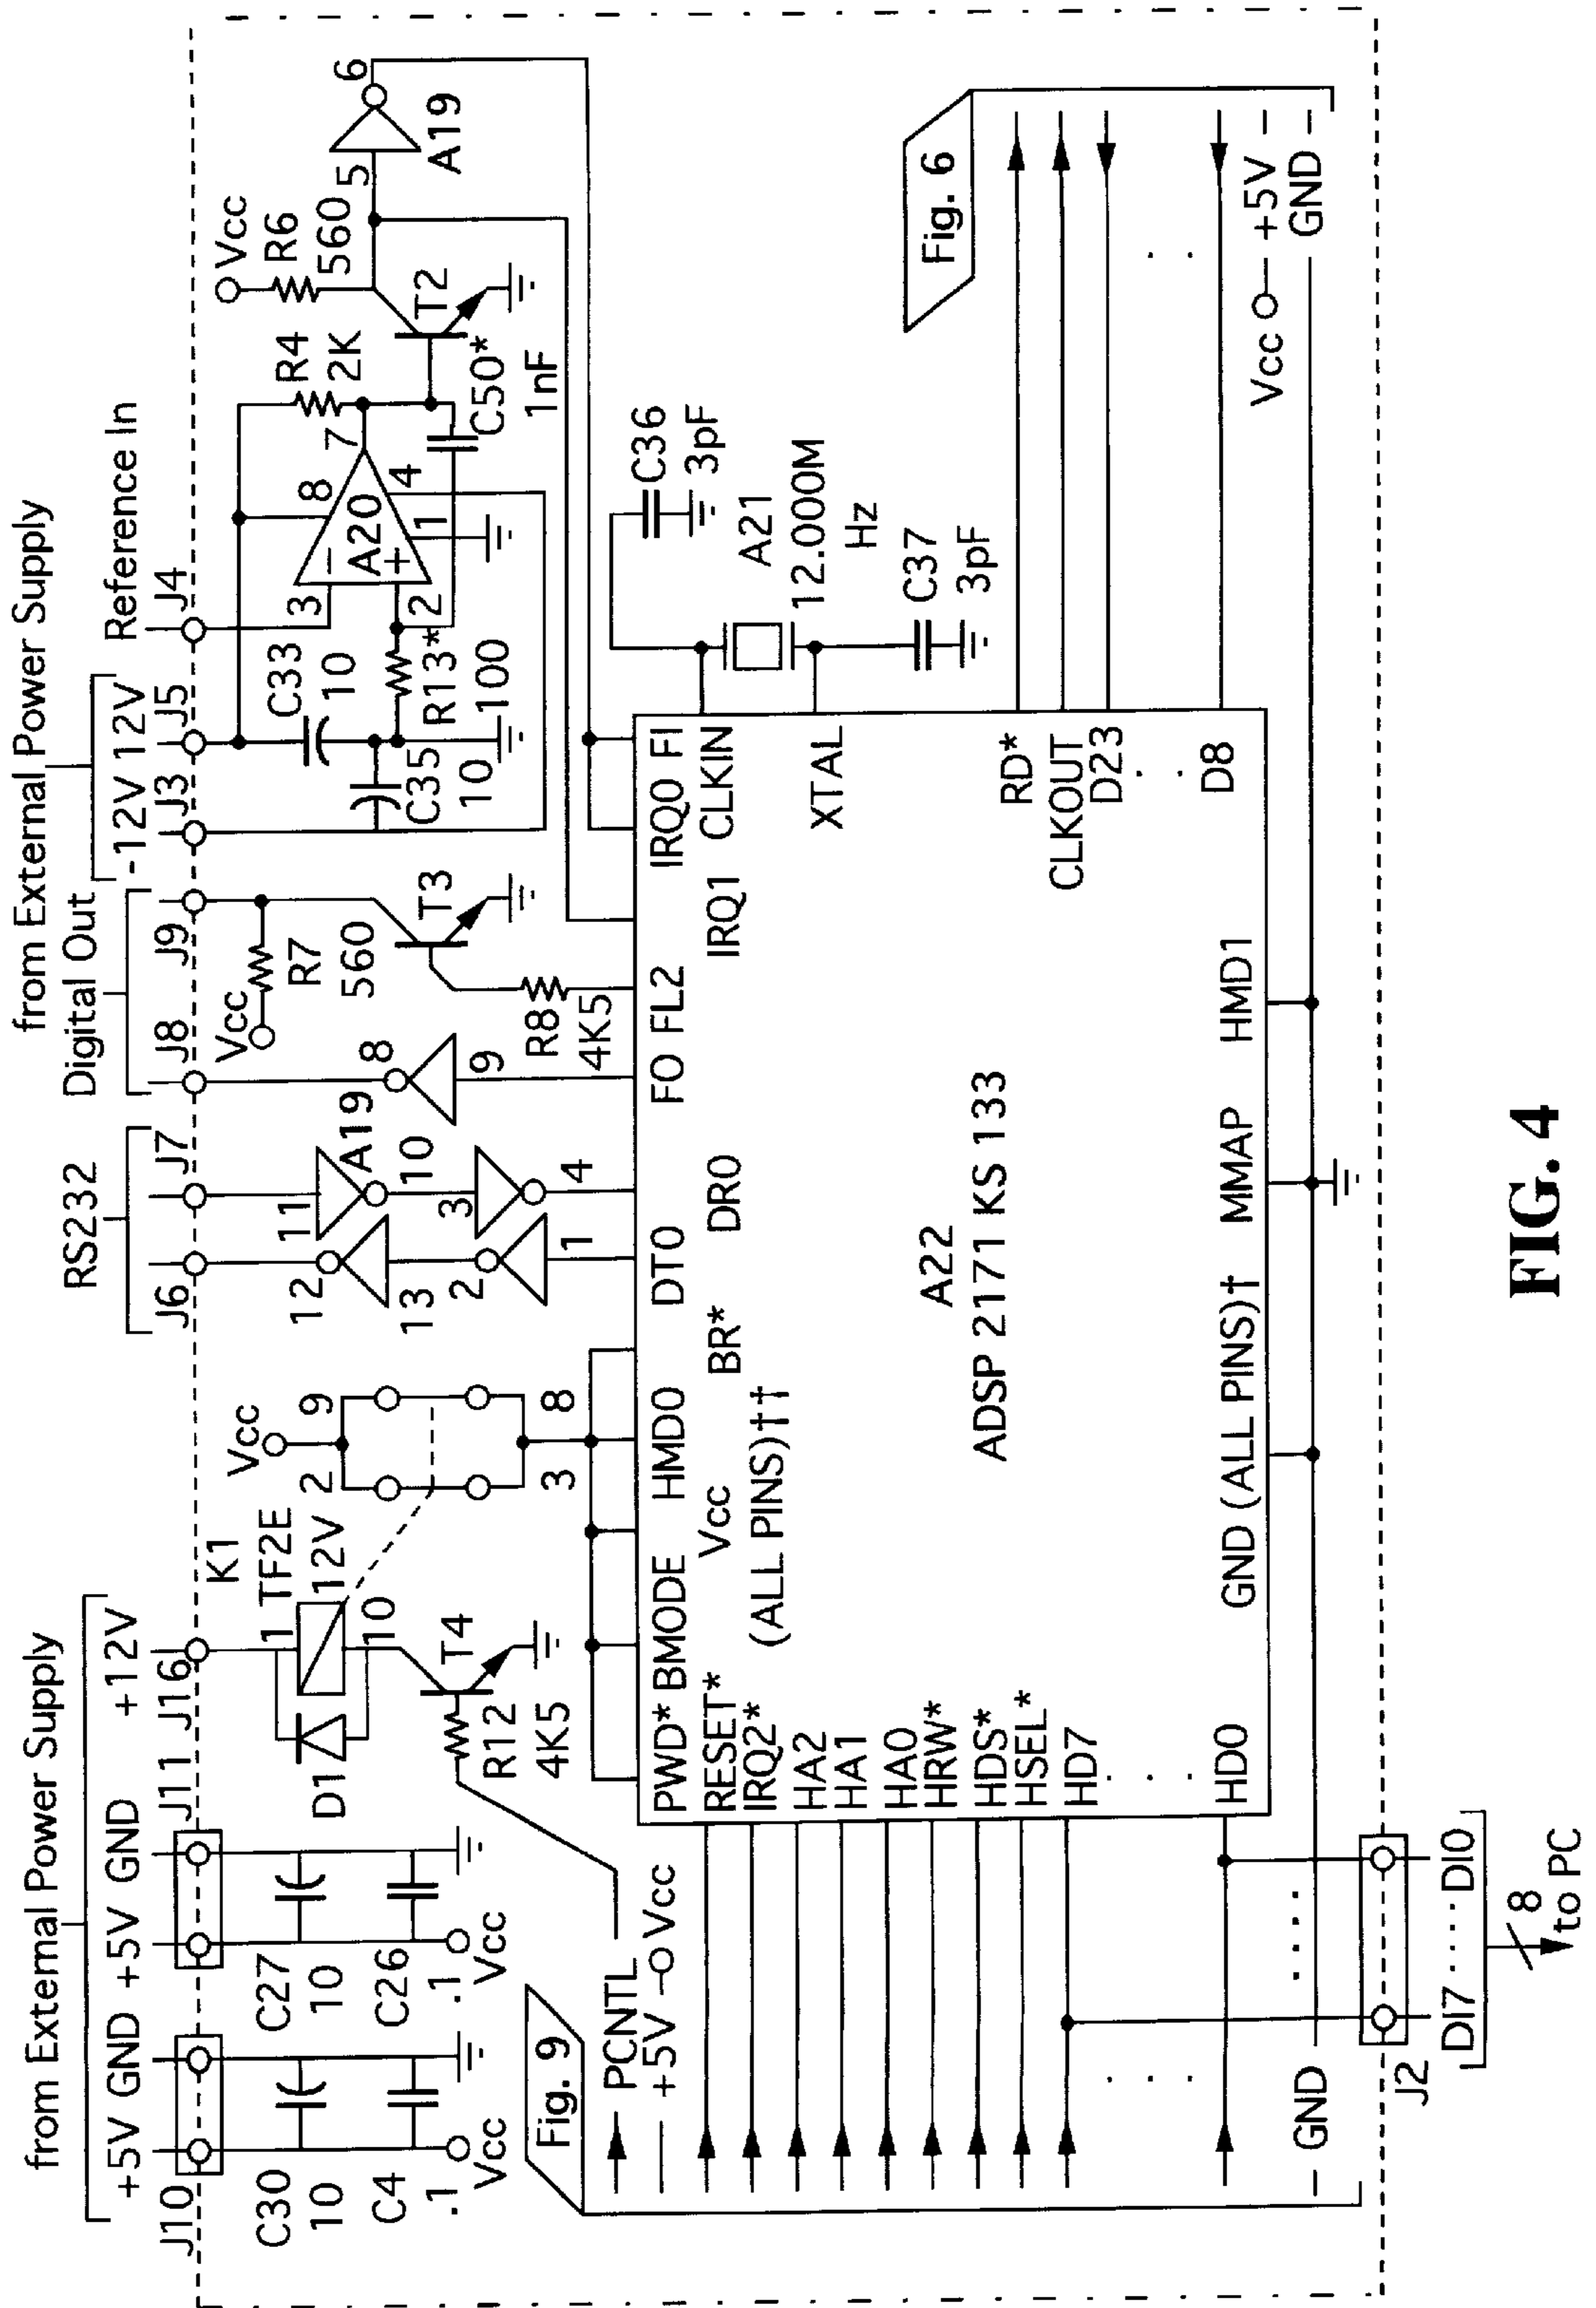 from External Power Supply
+5V GND +5V GND +12V
J10
J11
J16
C30
10
C4
.1
Vcc
C27
10
C26
.1
Vcc
K1
TF2E
12V
1
10
D1
T4
R12
4K5
Vcc
2
9
3
8
RS232
J6
J7
12
13
2
1
11
A19
10
3
4
Digital Out
J8
J9
8
9
Vcc
R7
560
T3
R8
4K5
from External Power Supply
-12V 12V
J3
J5
Reference In
J4
C33
10
C35
10
R13*
100
3
2
A20
−
+
8
7
4
1
R4
2K
C50*
1nF
Vcc
R6
560
T2
5
6
A19
C36
3pF
A21
12.000M
Hz
C37
3pF
Fig. 9
PCNTL
+5V
Vcc
PWD*
BMODE
HMD0
BR*
DT0
DR0
FO
FL2
IRQ1
IRQ0
FI
CLKIN
XTAL
Vcc
(ALL PINS)††
RESET*
IRQ2*
HA2
HA1
HA0
HRW*
HDS*
HSEL*
HD7
. . .
HD0
A22
ADSP 2171 KS 133
RD*
CLKOUT
D23
. .
D8
GND (ALL PINS)†
MMAP
HMD1
Fig. 6
Vcc
+5V
GND
GND
J2
DI7 ..... DI0
8
to PC
FIG. 4